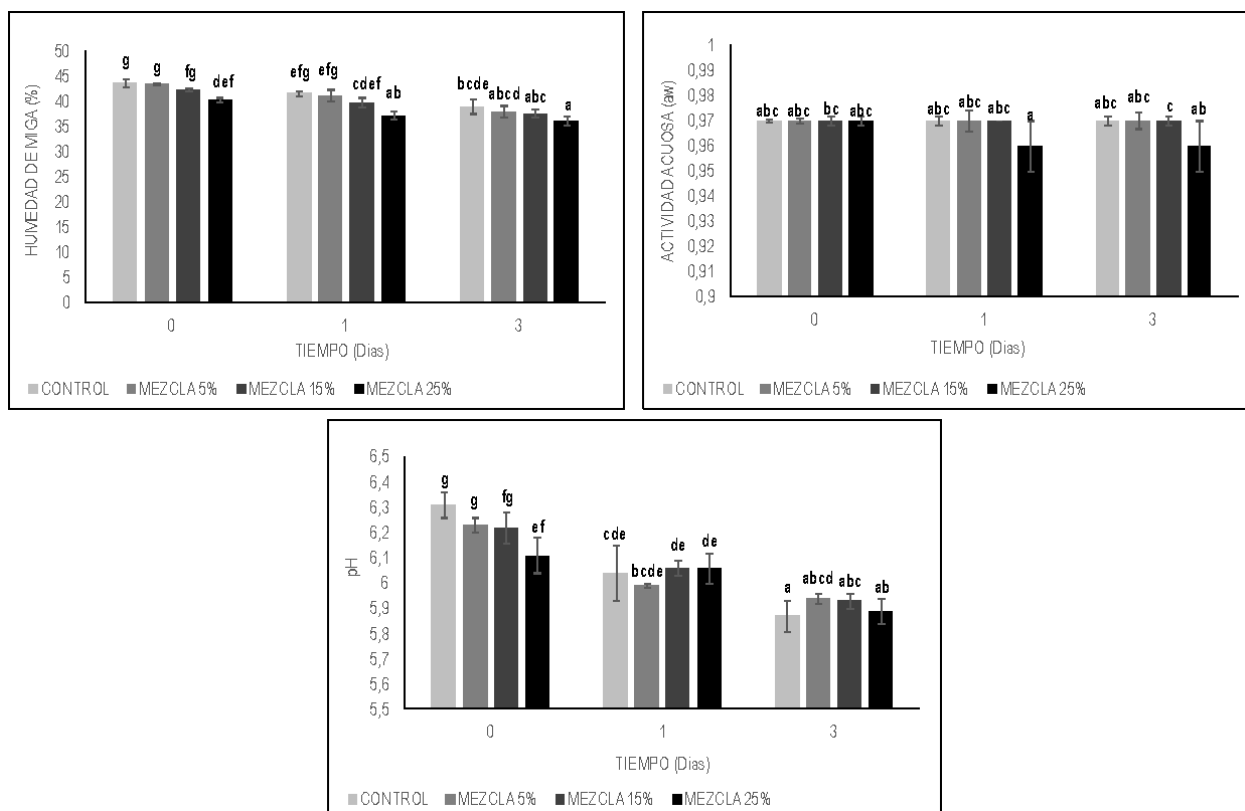 HUMEDAD DE MIGA (%)
50
45
40
35
30
25
20
15
10
5
0
g g fg def
efg efg cdef ab
bcde abcd abc a
0 1 3
TIEMPO (Dias)
CONTROL MEZCLA 5% MEZCLA 15% MEZCLA 25%
ACTIVIDAD ACUOSA (aw)
1
0,99
0,98
0,97
0,96
0,95
0,94
0,93
0,92
0,91
0,9
abc abc bc abc
abc abc abc a
abc abc c ab
0 1 3
TIEMPO (Dias)
CONTROL MEZCLA 5% MEZCLA 15% MEZCLA 25%
pH
6,5
6,4
6,3
6,2
6,1
6
5,9
5,8
5,7
5,6
5,5
g g fg ef
cde bcde de de
a abcd abc ab
0 1 3
TIEMPO (Dias)
CONTROL MEZCLA 5% MEZCLA 15% MEZCLA 25%